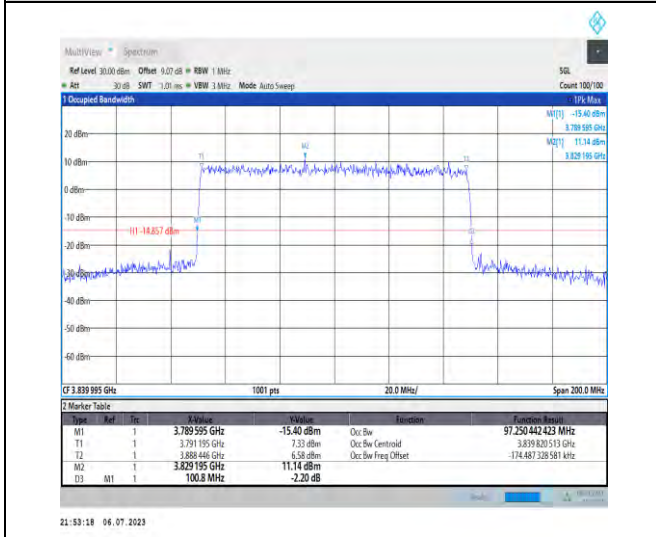 MultiView Spectrum
Ref Level 30.00 dBm Offset 9.07 dB RBW 1 MHz SGL
Att 30 dB SWT 1.01 ms VBW 3 MHz Mode Auto Sweep Count 100/100
1 Occupied Bandwidth 1Pk Max
M1[1] -15.40 dBm
3.789 595 GHz
M2[1] 11.14 dBm
3.829 195 GHz
20 dBm
10 dBm
0 dBm
-10 dBm
-20 dBm
-30 dBm
-40 dBm
-50 dBm
-60 dBm
T1
M2
T2
M1
H1 -14.857 dBm
D3
CF 3.839 995 GHz 1001 pts 20.0 MHz/ Span 200.0 MHz
2 Marker Table
Type Ref Trc X-Value Y-Value Function Function Result
M1 1 3.789 595 GHz -15.40 dBm Occ Bw 97.250 442 423 MHz
T1 1 3.791 195 GHz 7.33 dBm Occ Bw Centroid 3.839 820 513 GHz
T2 1 3.888 446 GHz 6.58 dBm Occ Bw Freq Offset -174.487 328 581 kHz
M2 1 3.829 195 GHz 11.14 dBm
D3 M1 1 100.8 MHz -2.20 dB
Ready
21:53:18 06.07.2023